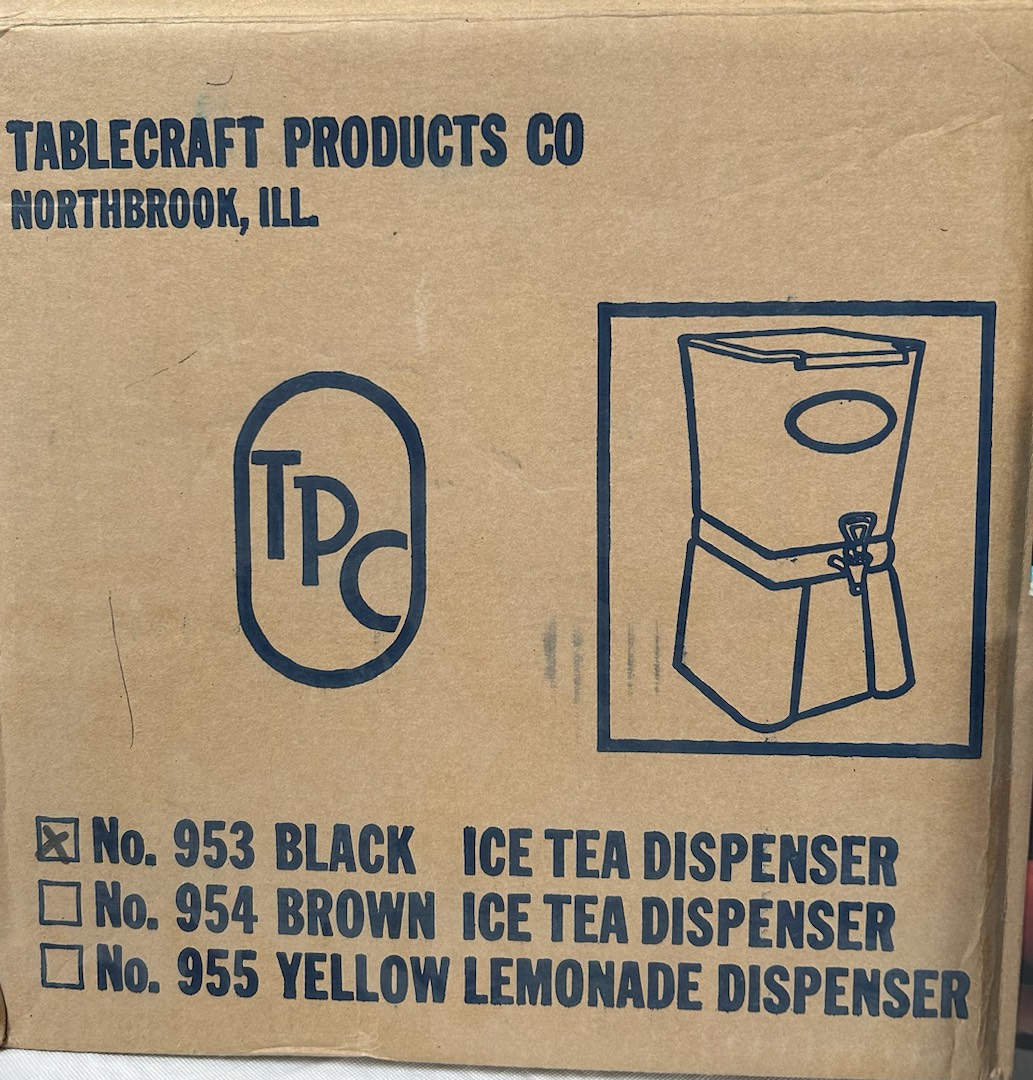 TABLECRAFT PRODUCTS CO
NORTHBROOK, ILL.
TPC
No. 953 BLACK ICE TEA DISPENSER
No. 954 BROWN ICE TEA DISPENSER
No. 955 YELLOW LEMONADE DISPENSER